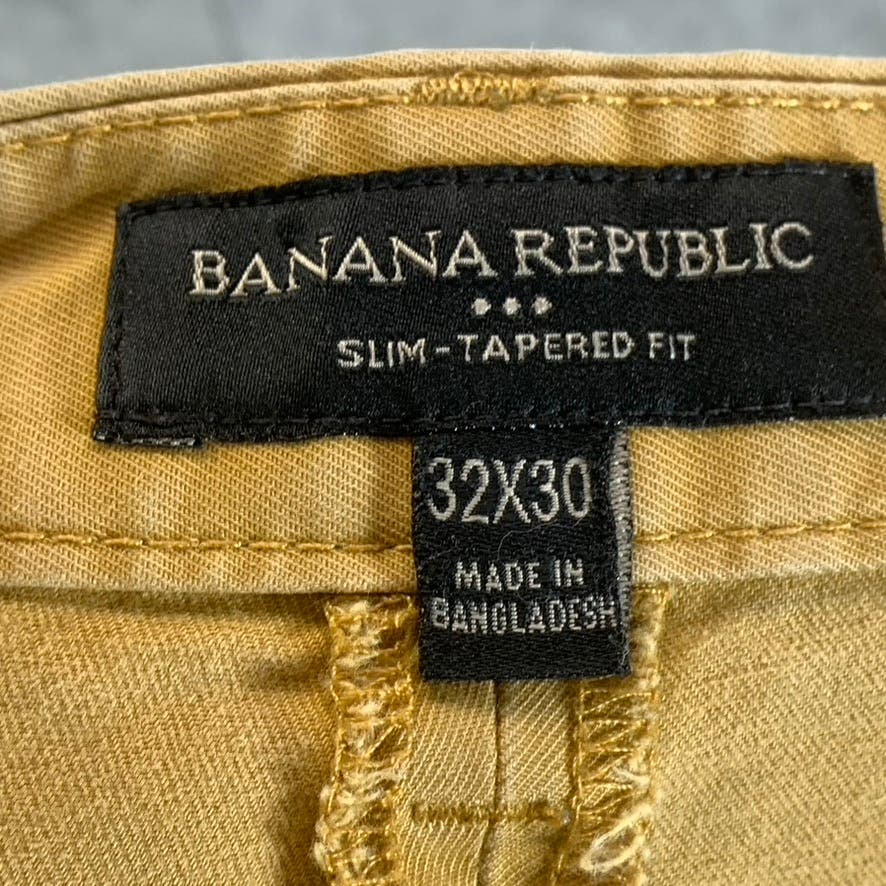 BANANA REPUBLIC
SLIM-TAPERED FIT
32X30
MADE IN
BANGLADESH